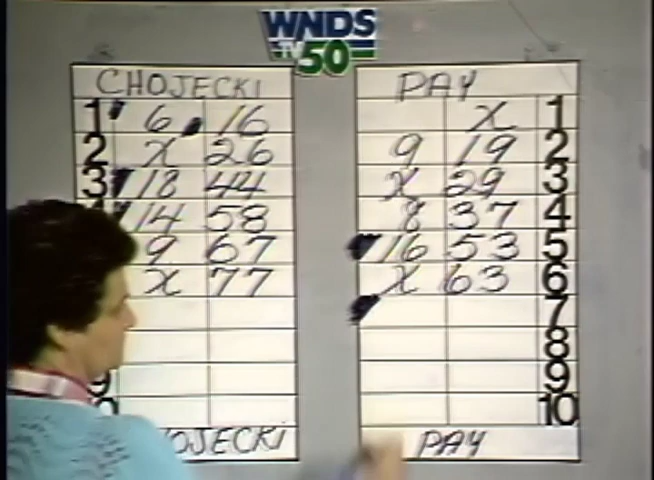 WNDS
TV 50
CHOJECKI PAY
1 6 16 X 1
2 X 26 9 19 2
3 18 44 X 29 3
14 58 8 37 4
9 67 16 53 5
X 77 X 63 6
7
8
9 9
10
OJECKI PAY